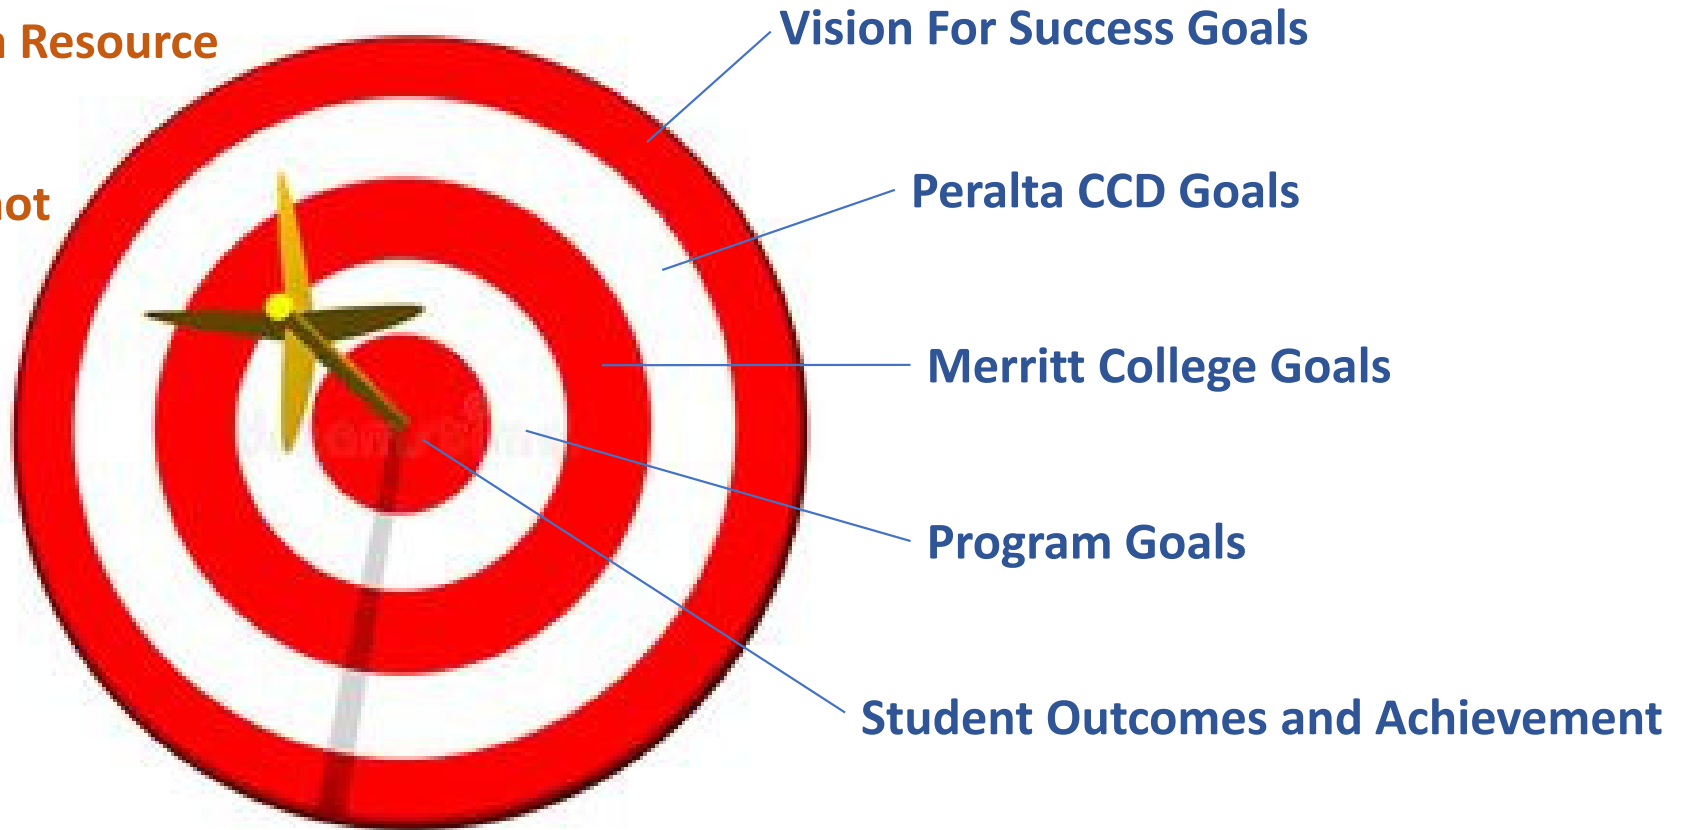 Resource
Vision For Success Goals
Peralta CCD Goals
Merritt College Goals
Program Goals
Student Outcomes and Achievement